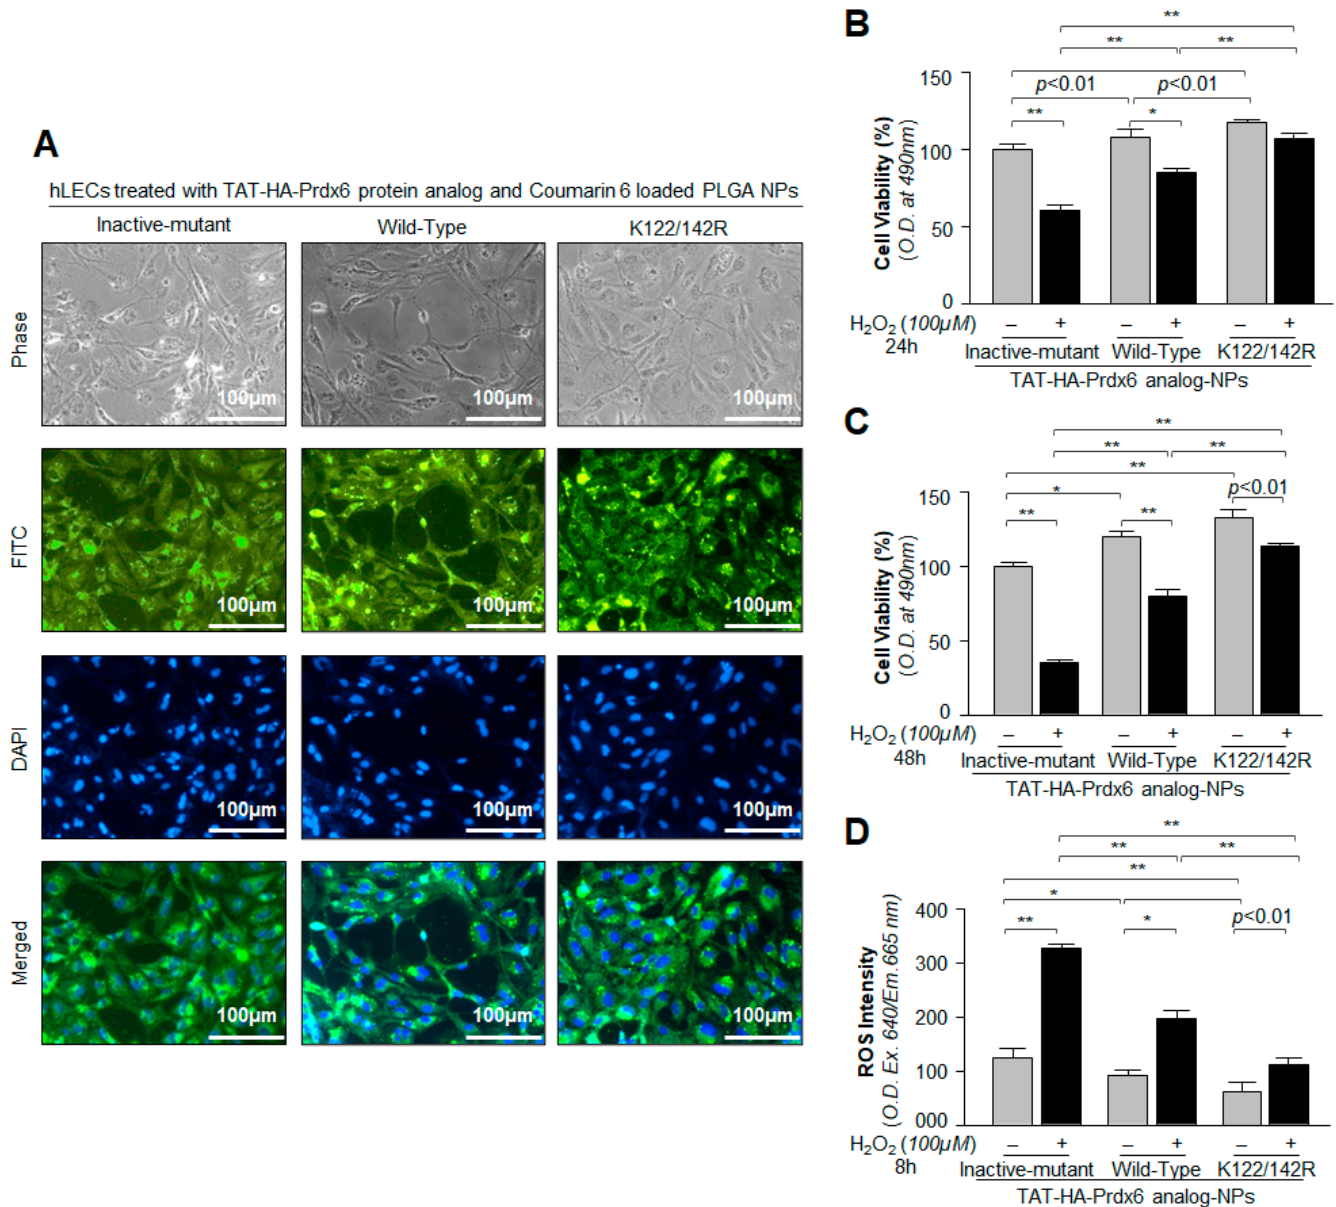 A
hLECs treated with TAT-HA-Prdx6 protein analog and Coumarin 6 loaded PLGA NPs
Inactive-mutant Wild-Type K122/142R
Phase
100µm 100µm 100µm
FITC
100µm 100µm 100µm
DAPI
100µm 100µm 100µm
Merged
100µm 100µm 100µm
B
**
** **
p<0.01 p<0.01
** *
Cell Viability (%)
(O.D. at 490nm)
150
100
50
0
H₂O₂ (100µM) – + – + – +
24h
Inactive-mutant Wild-Type K122/142R
TAT-HA-Prdx6 analog-NPs
C
**
** **
**
* p<0.01
** **
Cell Viability (%)
(O.D. at 490nm)
150
100
50
0
H₂O₂ (100µM) – + – + – +
48h
Inactive-mutant Wild-Type K122/142R
TAT-HA-Prdx6 analog-NPs
D
**
** **
**
*
** * p<0.01
ROS Intensity
(O.D. Ex. 640/Em.665 nm)
400
300
200
100
000
H₂O₂ (100µM) – + – + – +
8h
Inactive-mutant Wild-Type K122/142R
TAT-HA-Prdx6 analog-NPs